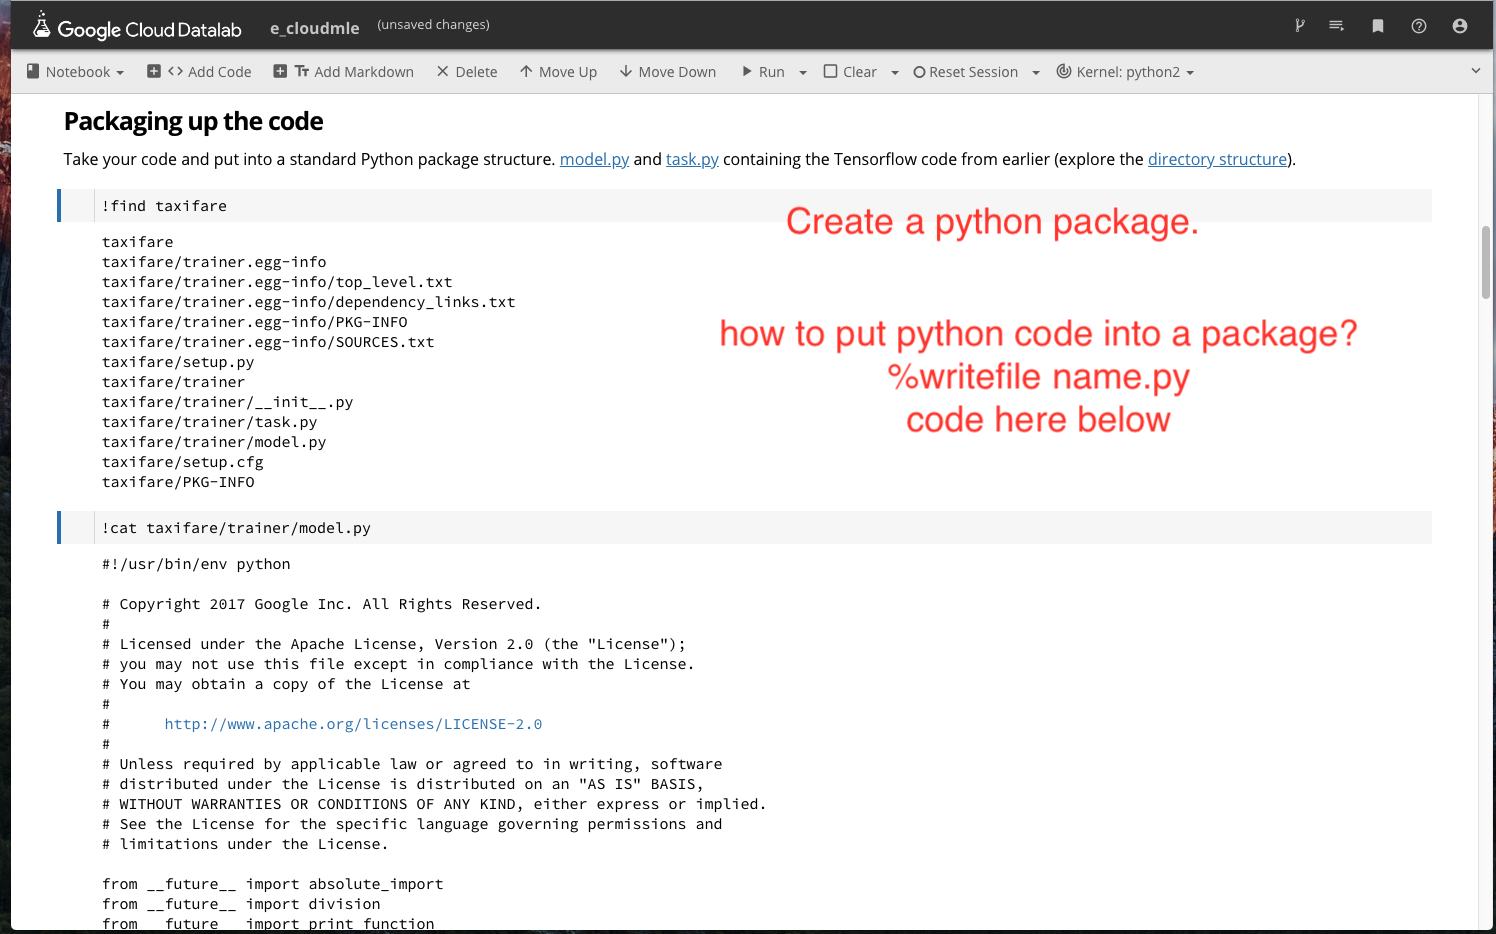 Google Cloud Datalab e_cloudmle (unsaved changes)
Notebook Add Code Add Markdown Delete Move Up Move Down Run Clear Reset Session Kernel: python2
Packaging up the code
Take your code and put into a standard Python package structure. model.py and task.py containing the Tensorflow code from earlier (explore the directory structure).
!find taxifare
Create a python package.
taxifare
taxifare/trainer.egg-info
taxifare/trainer.egg-info/top_level.txt
taxifare/trainer.egg-info/dependency_links.txt
taxifare/trainer.egg-info/PKG-INFO
taxifare/trainer.egg-info/SOURCES.txt
taxifare/setup.py
taxifare/trainer
taxifare/trainer/__init__.py
taxifare/trainer/task.py
taxifare/trainer/model.py
taxifare/setup.cfg
taxifare/PKG-INFO
how to put python code into a package?
%writefile name.py
code here below
!cat taxifare/trainer/model.py
#!/usr/bin/env python
# Copyright 2017 Google Inc. All Rights Reserved.
#
# Licensed under the Apache License, Version 2.0 (the "License");
# you may not use this file except in compliance with the License.
# You may obtain a copy of the License at
#
# http://www.apache.org/licenses/LICENSE-2.0
#
# Unless required by applicable law or agreed to in writing, software
# distributed under the License is distributed on an "AS IS" BASIS,
# WITHOUT WARRANTIES OR CONDITIONS OF ANY KIND, either express or implied.
# See the License for the specific language governing permissions and
# limitations under the License.
from __future__ import absolute_import
from __future__ import division
from __future__ import print_function